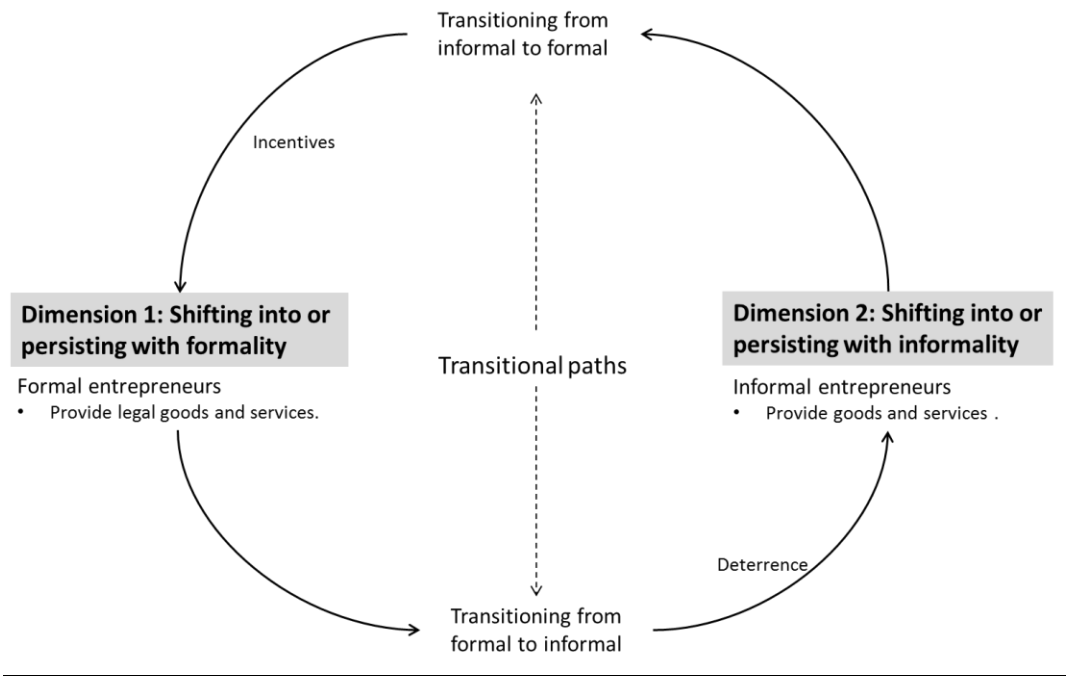 Transitioning from
informal to formal
Incentives
Dimension 1: Shifting into or
persisting with formality
Formal entrepreneurs
• Provide legal goods and services.
Transitional paths
Dimension 2: Shifting into or
persisting with informality
Informal entrepreneurs
• Provide goods and services .
Deterrence
Transitioning from
formal to informal